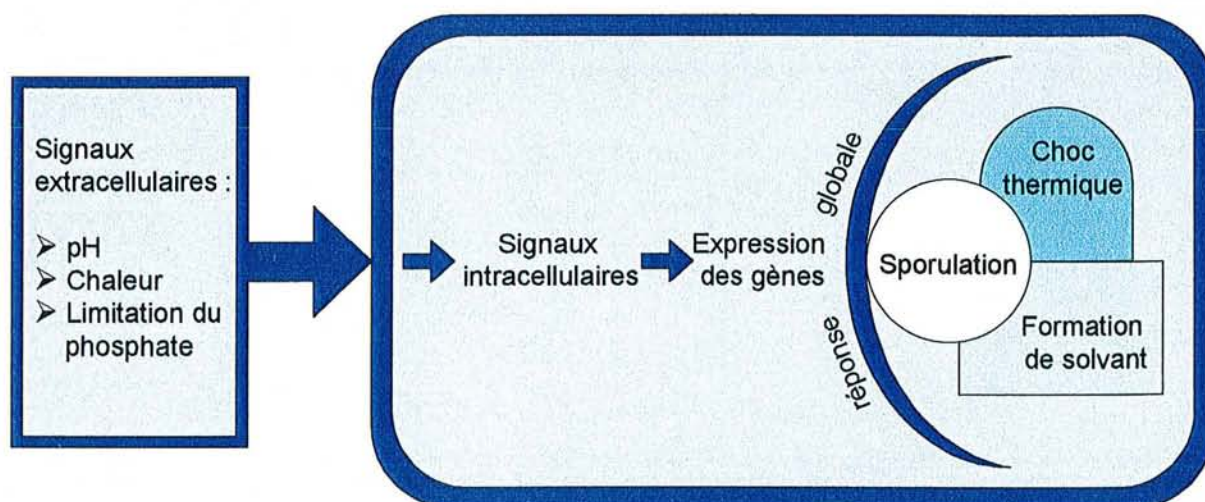 Signaux
extracellulaires :
➤ pH
➤ Chaleur
➤ Limitation du
phosphate
Signaux
intracellulaires
Expression
des gènes
réponse globale
Sporulation
Choc
thermique
Formation
de solvant